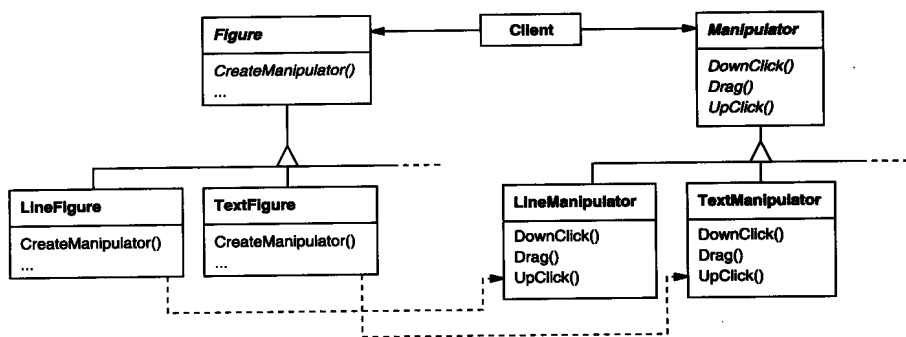 Figure
CreateManipulator()
...
Client
Manipulator
DownClick()
Drag()
UpClick()
LineFigure
CreateManipulator()
...
TextFigure
CreateManipulator()
...
LineManipulator
DownClick()
Drag()
UpClick()
TextManipulator
DownClick()
Drag()
UpClick()